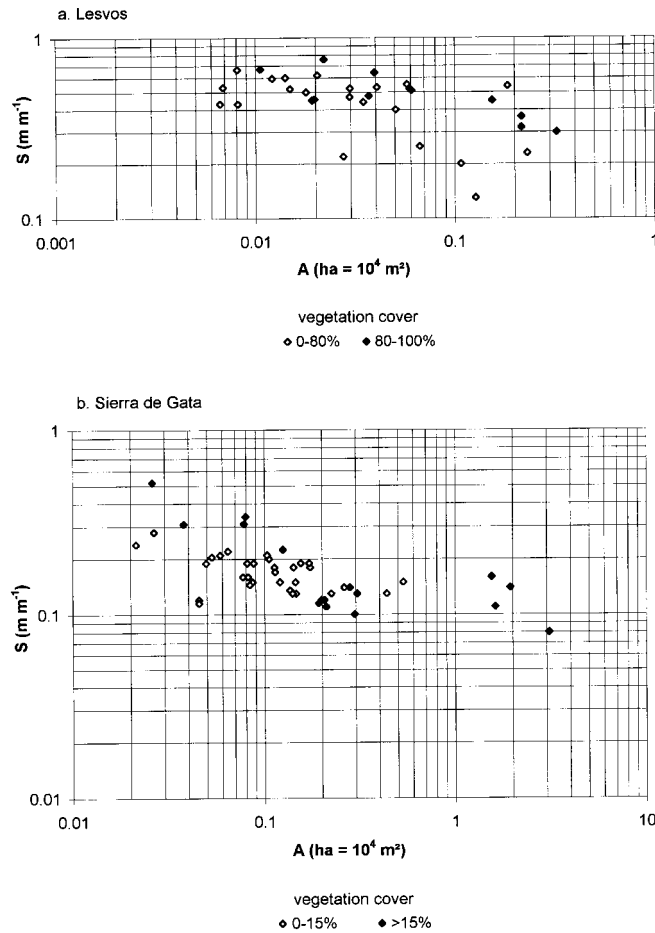 a. Lesvos
1
S (m m⁻¹)
0.1
0.001
0.01
0.1
1
A (ha = 10⁴ m²)
vegetation cover
◇ 0-80% ◆ 80-100%
b. Sierra de Gata
1
S (m m⁻¹)
0.1
0.01
0.01
0.1
1
10
A (ha = 10⁴ m²)
vegetation cover
◇ 0-15% ◆ >15%